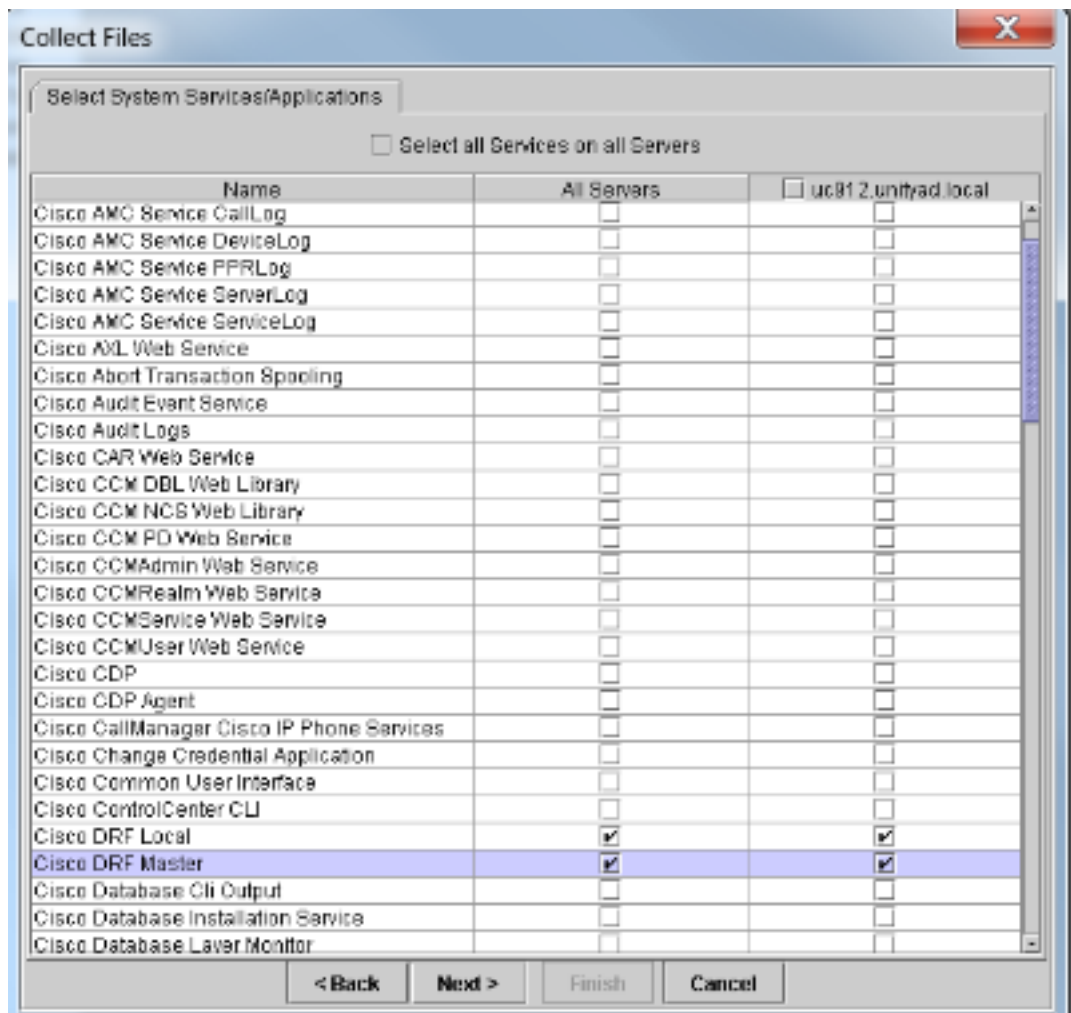 Collect Files
Select System Services/Applications
Select all Services on all Servers
Name All Servers uc912.unityad.local
Cisco AMC Service CallLog
Cisco AMC Service DeviceLog
Cisco AMC Service PPRLog
Cisco AMC Service ServerLog
Cisco AMC Service ServiceLog
Cisco AXL Web Service
Cisco Abort Transaction Spooling
Cisco Audit Event Service
Cisco Audit Logs
Cisco CAR Web Service
Cisco CCM DBL Web Library
Cisco CCM NCS Web Library
Cisco CCM PD Web Service
Cisco CCMAdmin Web Service
Cisco CCMRealm Web Service
Cisco CCMService Web Service
Cisco CCMUser Web Service
Cisco CDP
Cisco CDP Agent
Cisco CallManager Cisco IP Phone Services
Cisco Change Credential Application
Cisco Common User Interface
Cisco ControlCenter CLI
Cisco DRF Local
Cisco DRF Master
Cisco Database Cli Output
Cisco Database Installation Service
Cisco Database Layer Monitor
< Back Next > Finish Cancel